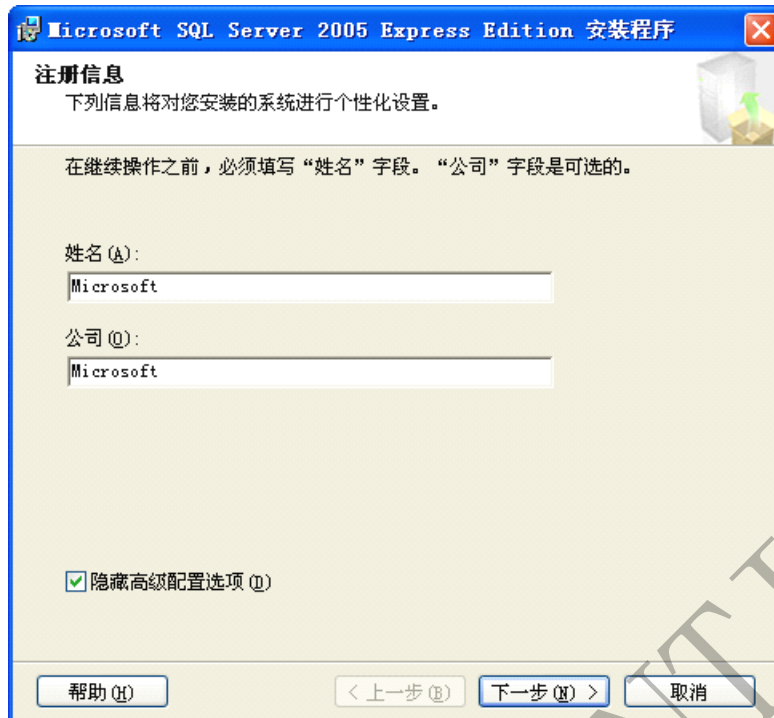 Microsoft SQL Server 2005 Express Edition 安装程序
注册信息
下列信息将对您安装的系统进行个性化设置。
在继续操作之前，必须填写“姓名”字段。“公司”字段是可选的。
姓名(A):
Microsoft
公司(O):
Microsoft
隐藏高级配置选项(D)
帮助(H)
< 上一步(B)
下一步(N) >
取消